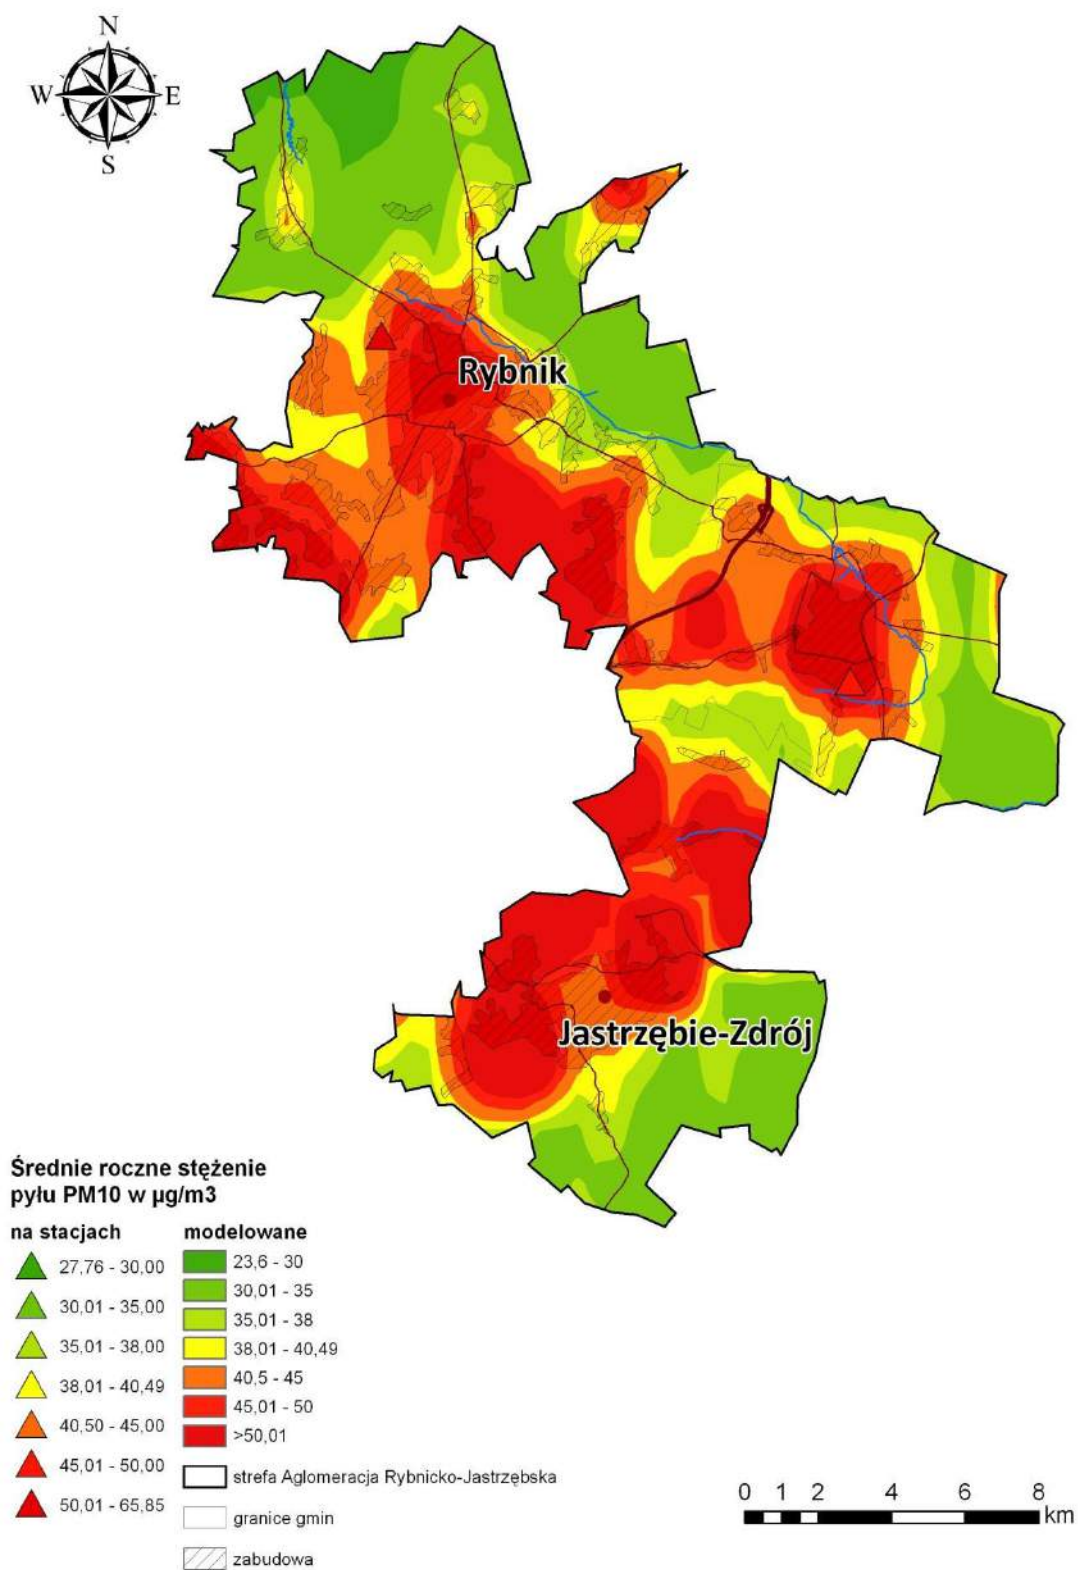 N
W E
S
Rybnik
Jastrzębie-Zdrój
Średnie roczne stężenie
pyłu PM10 w µg/m3
na stacjach
27,76 - 30,00
30,01 - 35,00
35,01 - 38,00
38,01 - 40,49
40,50 - 45,00
45,01 - 50,00
50,01 - 65,85
modelowane
23,6 - 30
30,01 - 35
35,01 - 38
38,01 - 40,49
40,5 - 45
45,01 - 50
>50,01
strefa Aglomeracja Rybnicko-Jastrzębska
granice gmin
zabudowa
0 1 2 4 6 8
km